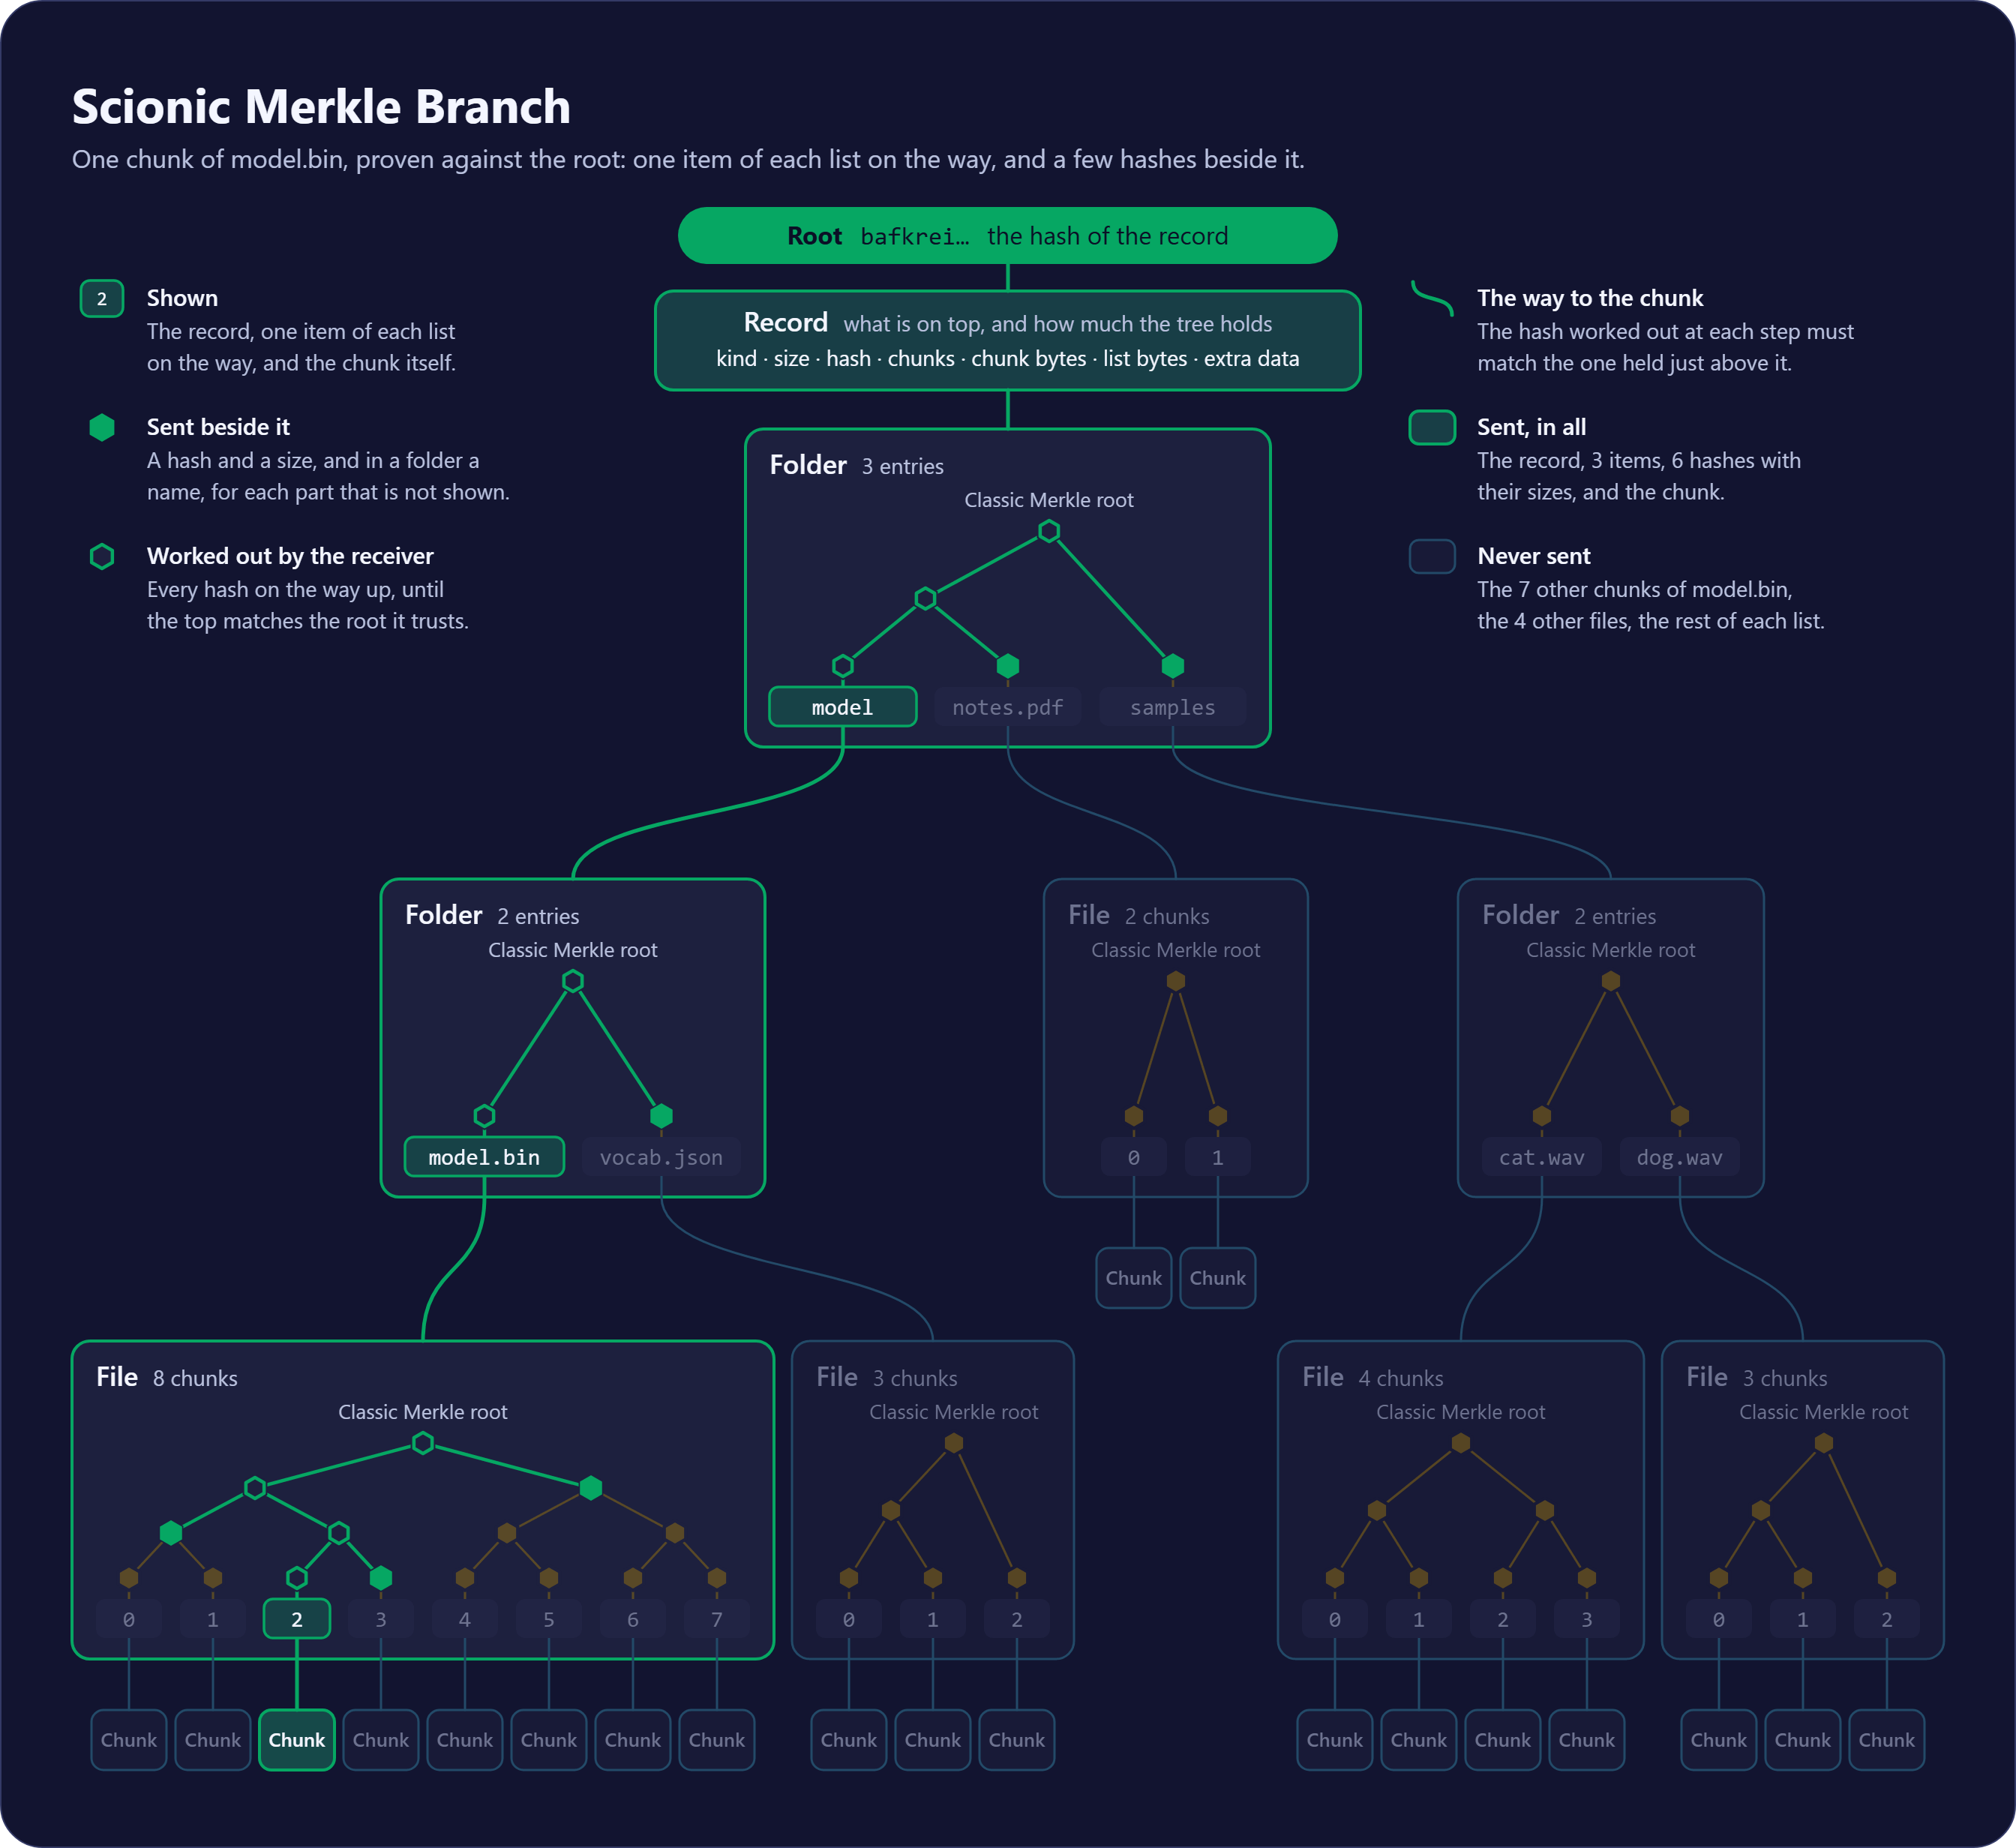 Scionic Merkle Branch
One chunk of model.bin, proven against the root: one item of each list on the way, and a few hashes beside it.
Root bafkrei… the hash of the record
Record what is on top, and how much the tree holds
kind · size · hash · chunks · chunk bytes · list bytes · extra data
2
Shown
The record, one item of each list
on the way, and the chunk itself.
Sent beside it
A hash and a size, and in a folder a
name, for each part that is not shown.
Worked out by the receiver
Every hash on the way up, until
the top matches the root it trusts.
The way to the chunk
The hash worked out at each step must
match the one held just above it.
Sent, in all
The record, 3 items, 6 hashes with
their sizes, and the chunk.
Never sent
The 7 other chunks of model.bin,
the 4 other files, the rest of each list.
Folder 3 entries
Classic Merkle root
model notes.pdf samples
Folder 2 entries
Classic Merkle root
model.bin vocab.json
File 2 chunks
Classic Merkle root
0 1
Chunk Chunk
Folder 2 entries
Classic Merkle root
cat.wav dog.wav
File 8 chunks
Classic Merkle root
0 1 2 3 4 5 6 7
Chunk Chunk Chunk Chunk Chunk Chunk Chunk Chunk
File 3 chunks
Classic Merkle root
0 1 2
Chunk Chunk Chunk
File 4 chunks
Classic Merkle root
0 1 2 3
Chunk Chunk Chunk Chunk
File 3 chunks
Classic Merkle root
0 1 2
Chunk Chunk Chunk